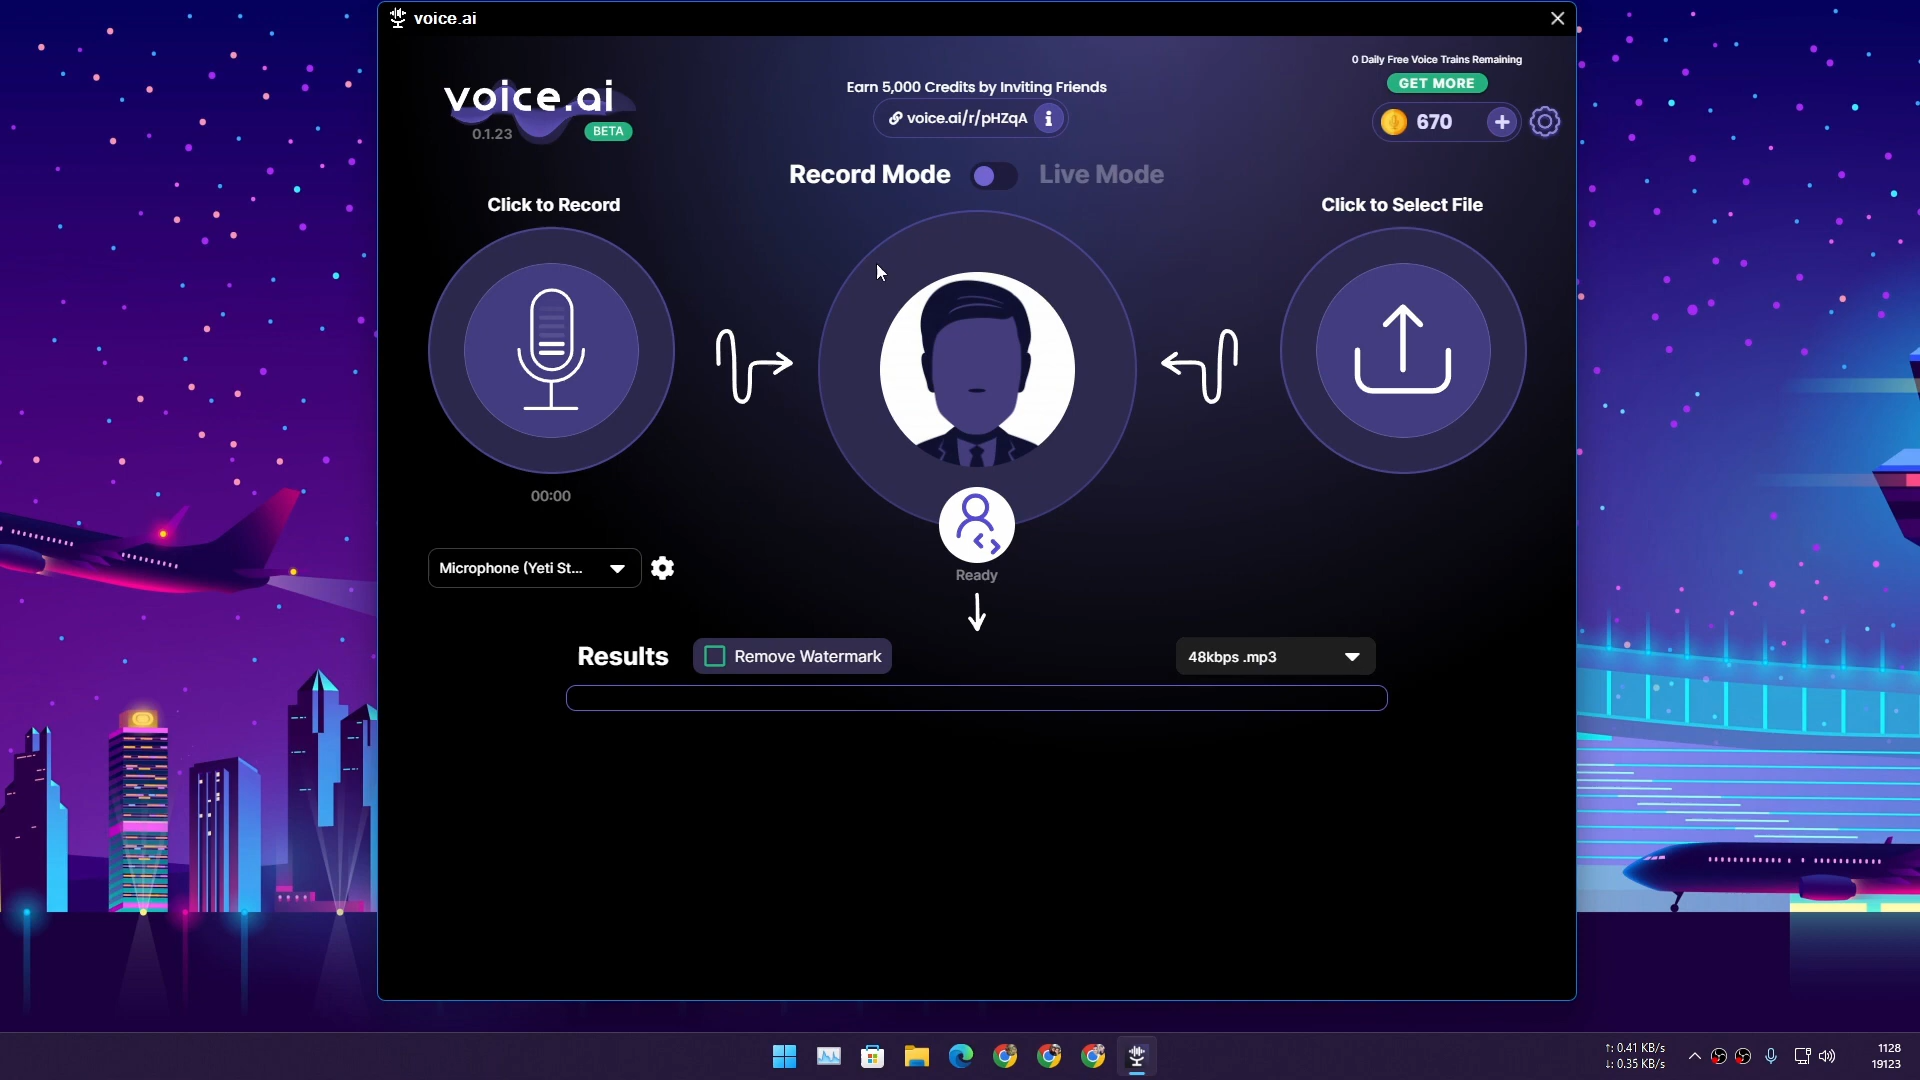 voice.ai
0 Daily Free Voice Trains Remaining
GET MORE
voice.ai
0.1.23
BETA
Earn 5,000 Credits by Inviting Friends
voice.ai/r/pHZqA
670
Record Mode
Live Mode
Click to Record
Click to Select File
00:00
Microphone (Yeti St...
Ready
Results
Remove Watermark
48kbps .mp3
↑: 0.41 KB/s
↓: 0.35 KB/s
1128
19123